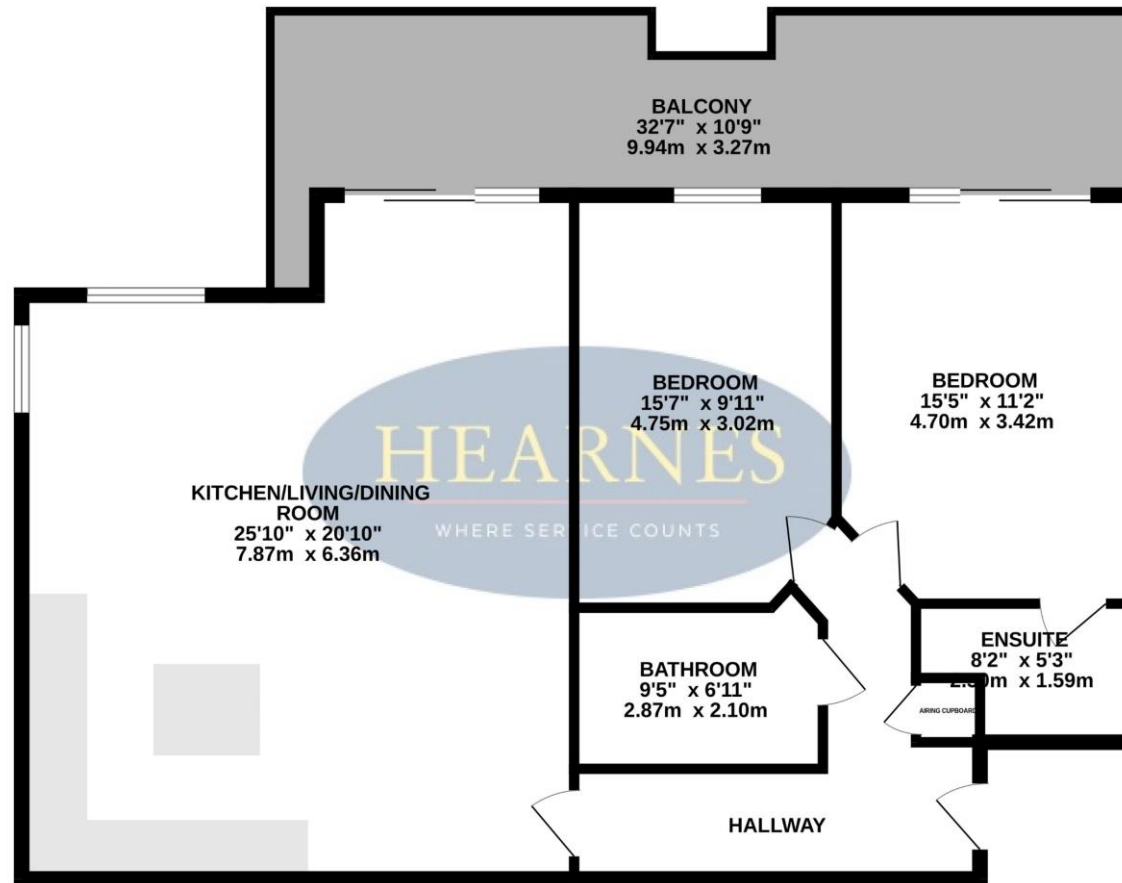 BALCONY
32'7" x 10'9"
9.94m x 3.27m
BEDROOM
15'7" x 9'11"
4.75m x 3.02m
BEDROOM
15'5" x 11'2"
4.70m x 3.42m
HEARNES
WHERE SERVICE COUNTS
KITCHEN/LIVING/DINING
ROOM
25'10" x 20'10"
7.87m x 6.36m
BATHROOM
9'5" x 6'11"
2.87m x 2.10m
ENSUITE
8'2" x 5'3"
x 1.59m
AIRING CUPBOARD
HALLWAY